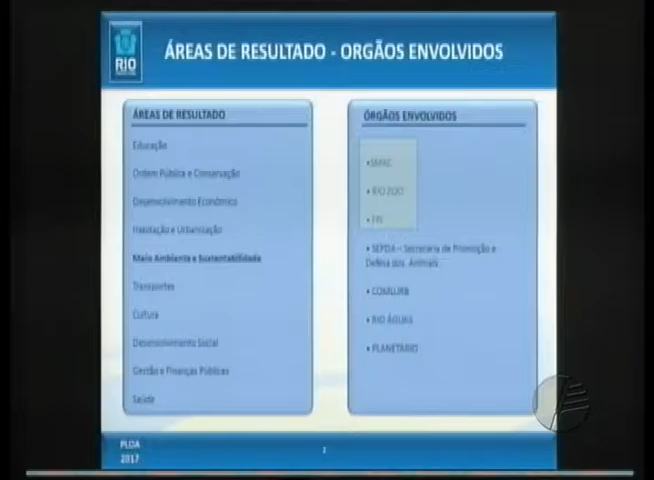 RIO
ÁREAS DE RESULTADO - ORGÃOS ENVOLVIDOS
ÁREAS DE RESULTADO
Educação
Ordem Pública e Conservação
Desenvolvimento Econômico
Habitação e Urbanização
Meio Ambiente e Sustentabilidade
Transportes
Cultura
Desenvolvimento Social
Gestão e Finanças Públicas
Saúde
ÓRGÃOS ENVOLVIDOS
• SMAC
• RIO ZOO
• FPJ
• SEPDA – Secretaria de Promoção e
Defesa dos Animais
• COMLURB
• RIO ÁGUAS
• PLANETÁRIO
PLOA
2017